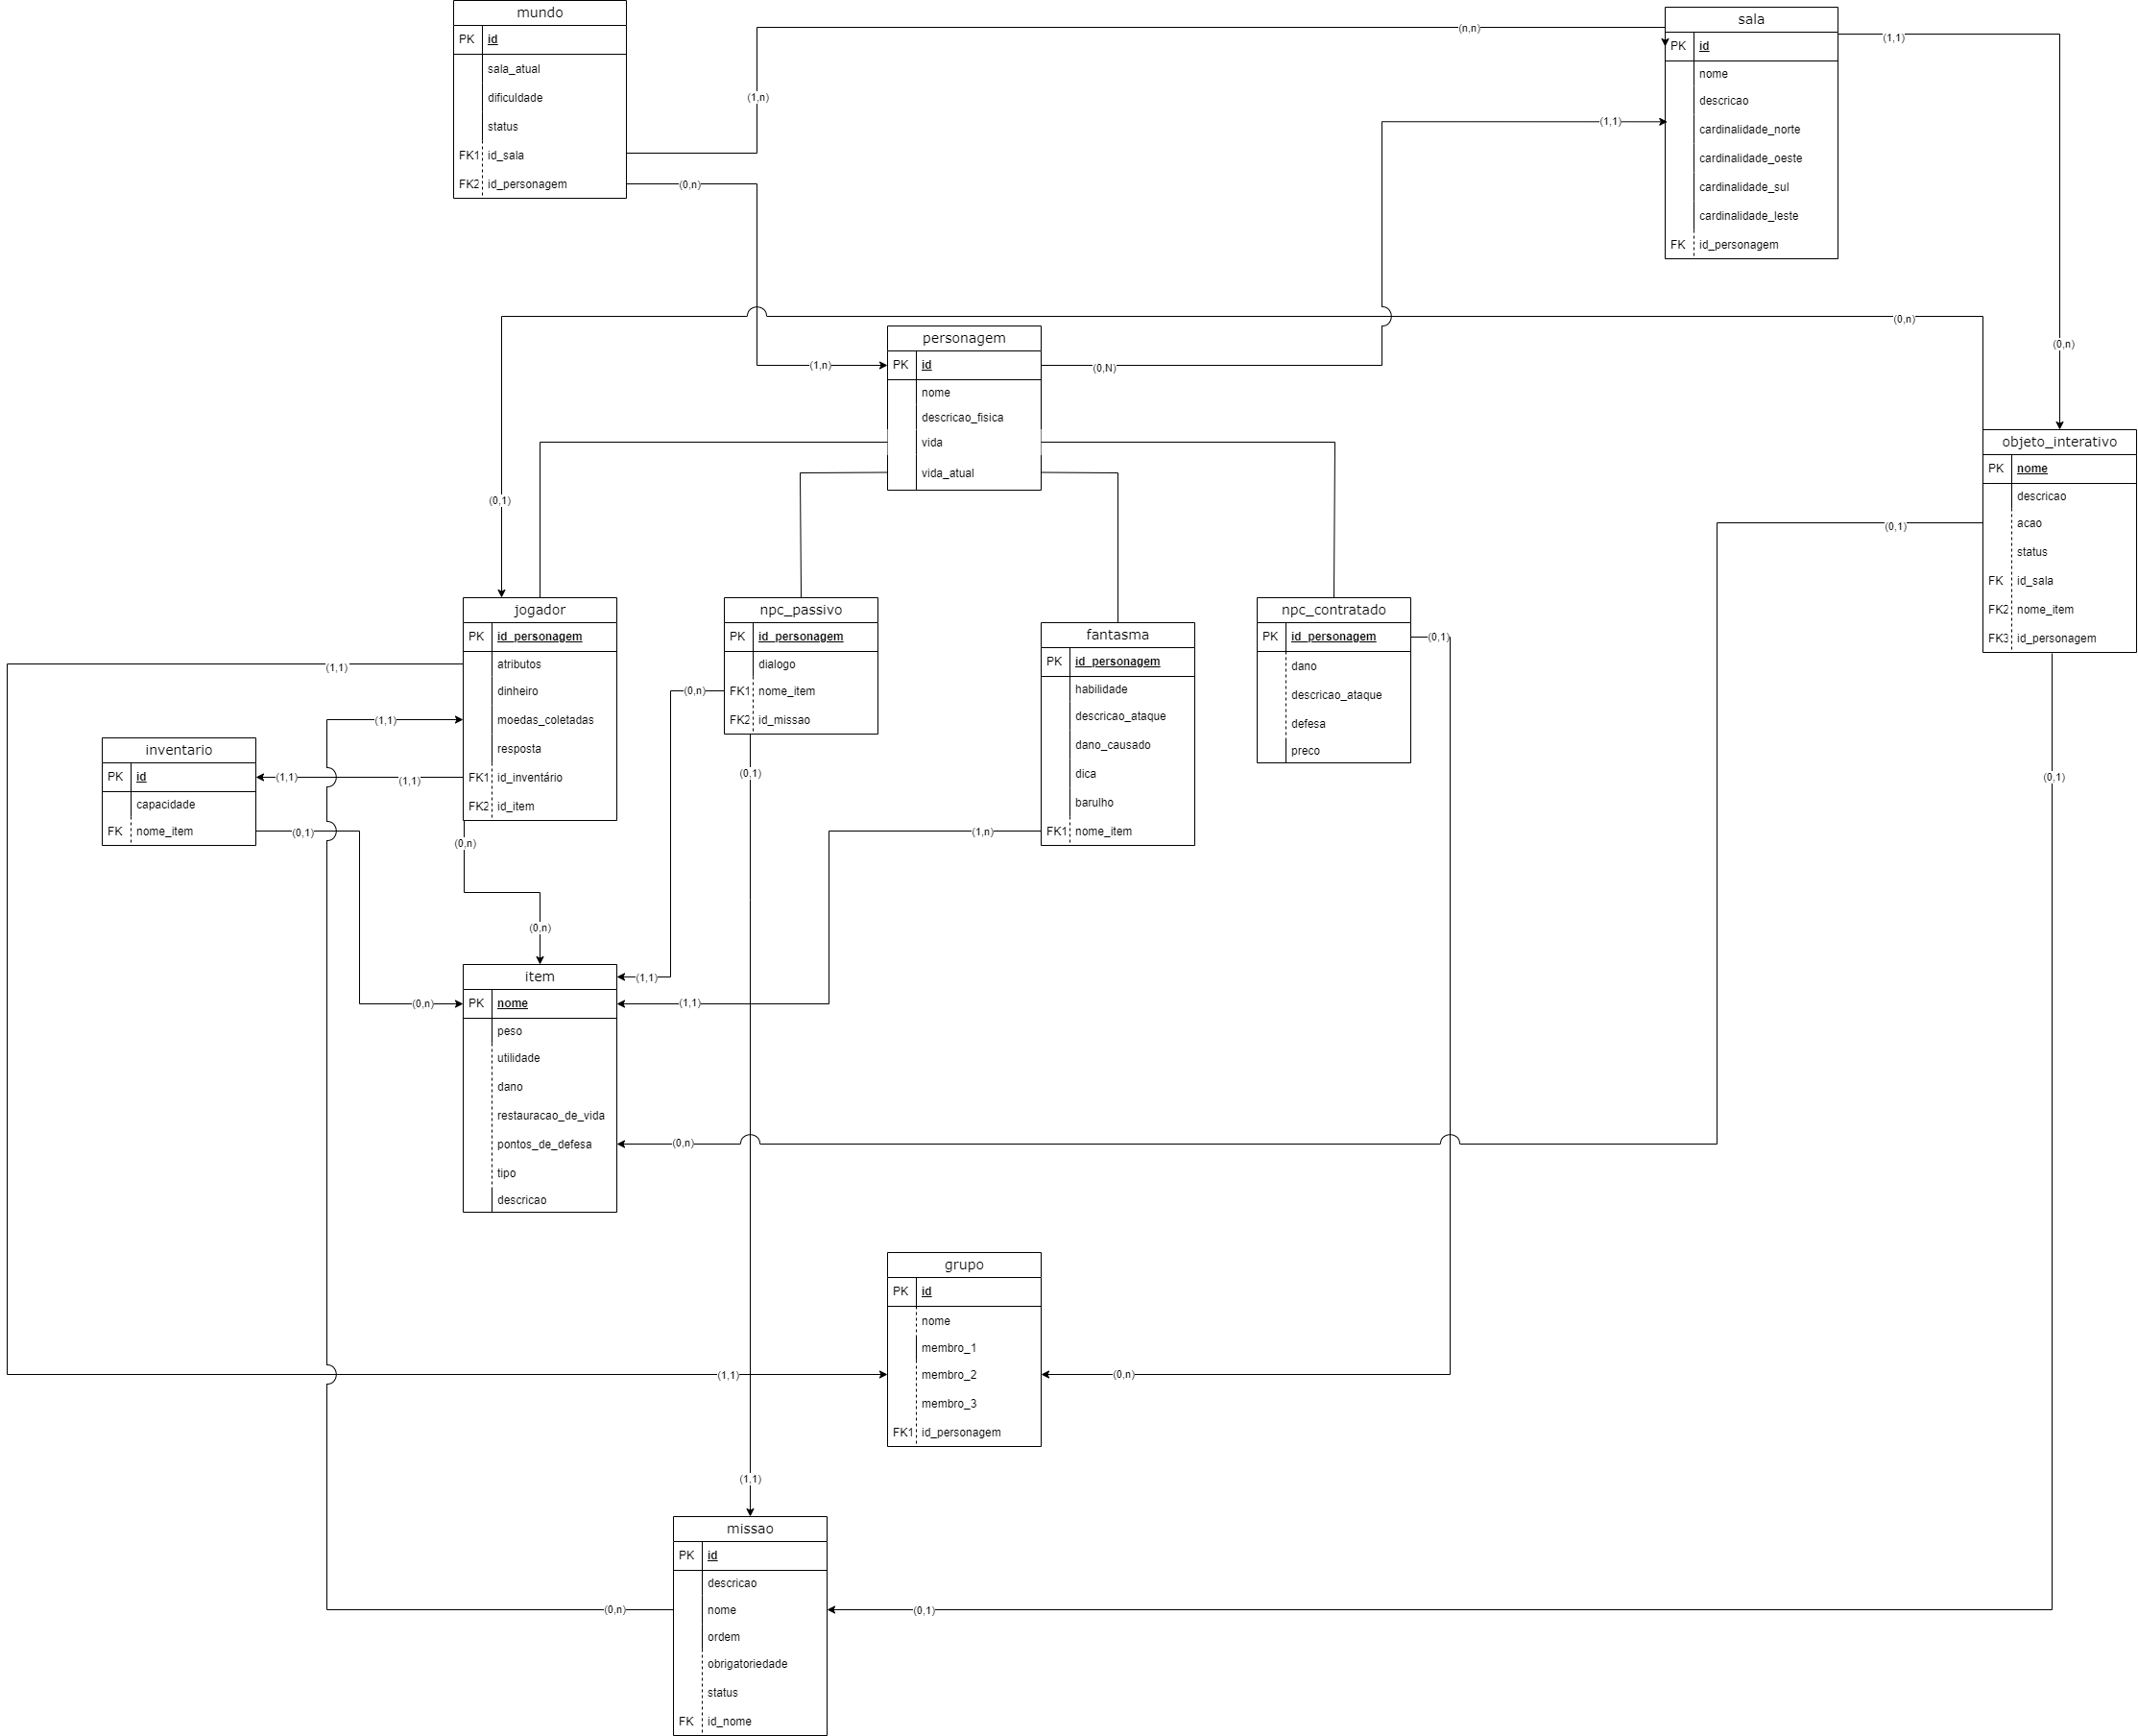 mundo
PK id
sala_atual
dificuldade
status
FK1 id_sala
FK2 id_personagem
(1,n)
(n,n)
(0,n)
(1,n)
sala
PK id
nome
descricao
cardinalidade_norte
cardinalidade_oeste
cardinalidade_sul
cardinalidade_leste
FK id_personagem
(1,1)
(1,1)
(0,n)
(0,n)
personagem
PK id
nome
descricao_fisica
vida
vida_atual
(0,N)
(0,1)
objeto_interativo
PK nome
descricao
acao
status
FK id_sala
FK2 nome_item
FK3 id_personagem
(0,1)
(0,1)
jogador
PK id_personagem
atributos
dinheiro
moedas_coletadas
resposta
FK1 id_inventário
FK2 id_item
(1,1)
(1,1)
(1,1)
(1,1)
(0,n)
(0,n)
npc_passivo
PK id_personagem
dialogo
FK1 nome_item
FK2 id_missao
(0,n)
(0,1)
fantasma
PK id_personagem
habilidade
descricao_ataque
dano_causado
dica
barulho
FK1 nome_item
(1,n)
npc_contratado
PK id_personagem
dano
descricao_ataque
defesa
preco
(0,1)
inventario
PK id
capacidade
FK nome_item
(0,1)
(0,n)
item
PK nome
peso
utilidade
dano
restauracao_de_vida
pontos_de_defesa
tipo
descricao
(1,1)
(1,1)
(0,n)
grupo
PK id
nome
membro_1
membro_2
membro_3
FK1 id_personagem
(1,1)
(0,n)
(1,1)
missao
PK id
descricao
nome
ordem
obrigatoriedade
status
FK id_nome
(0,n)
(0,1)